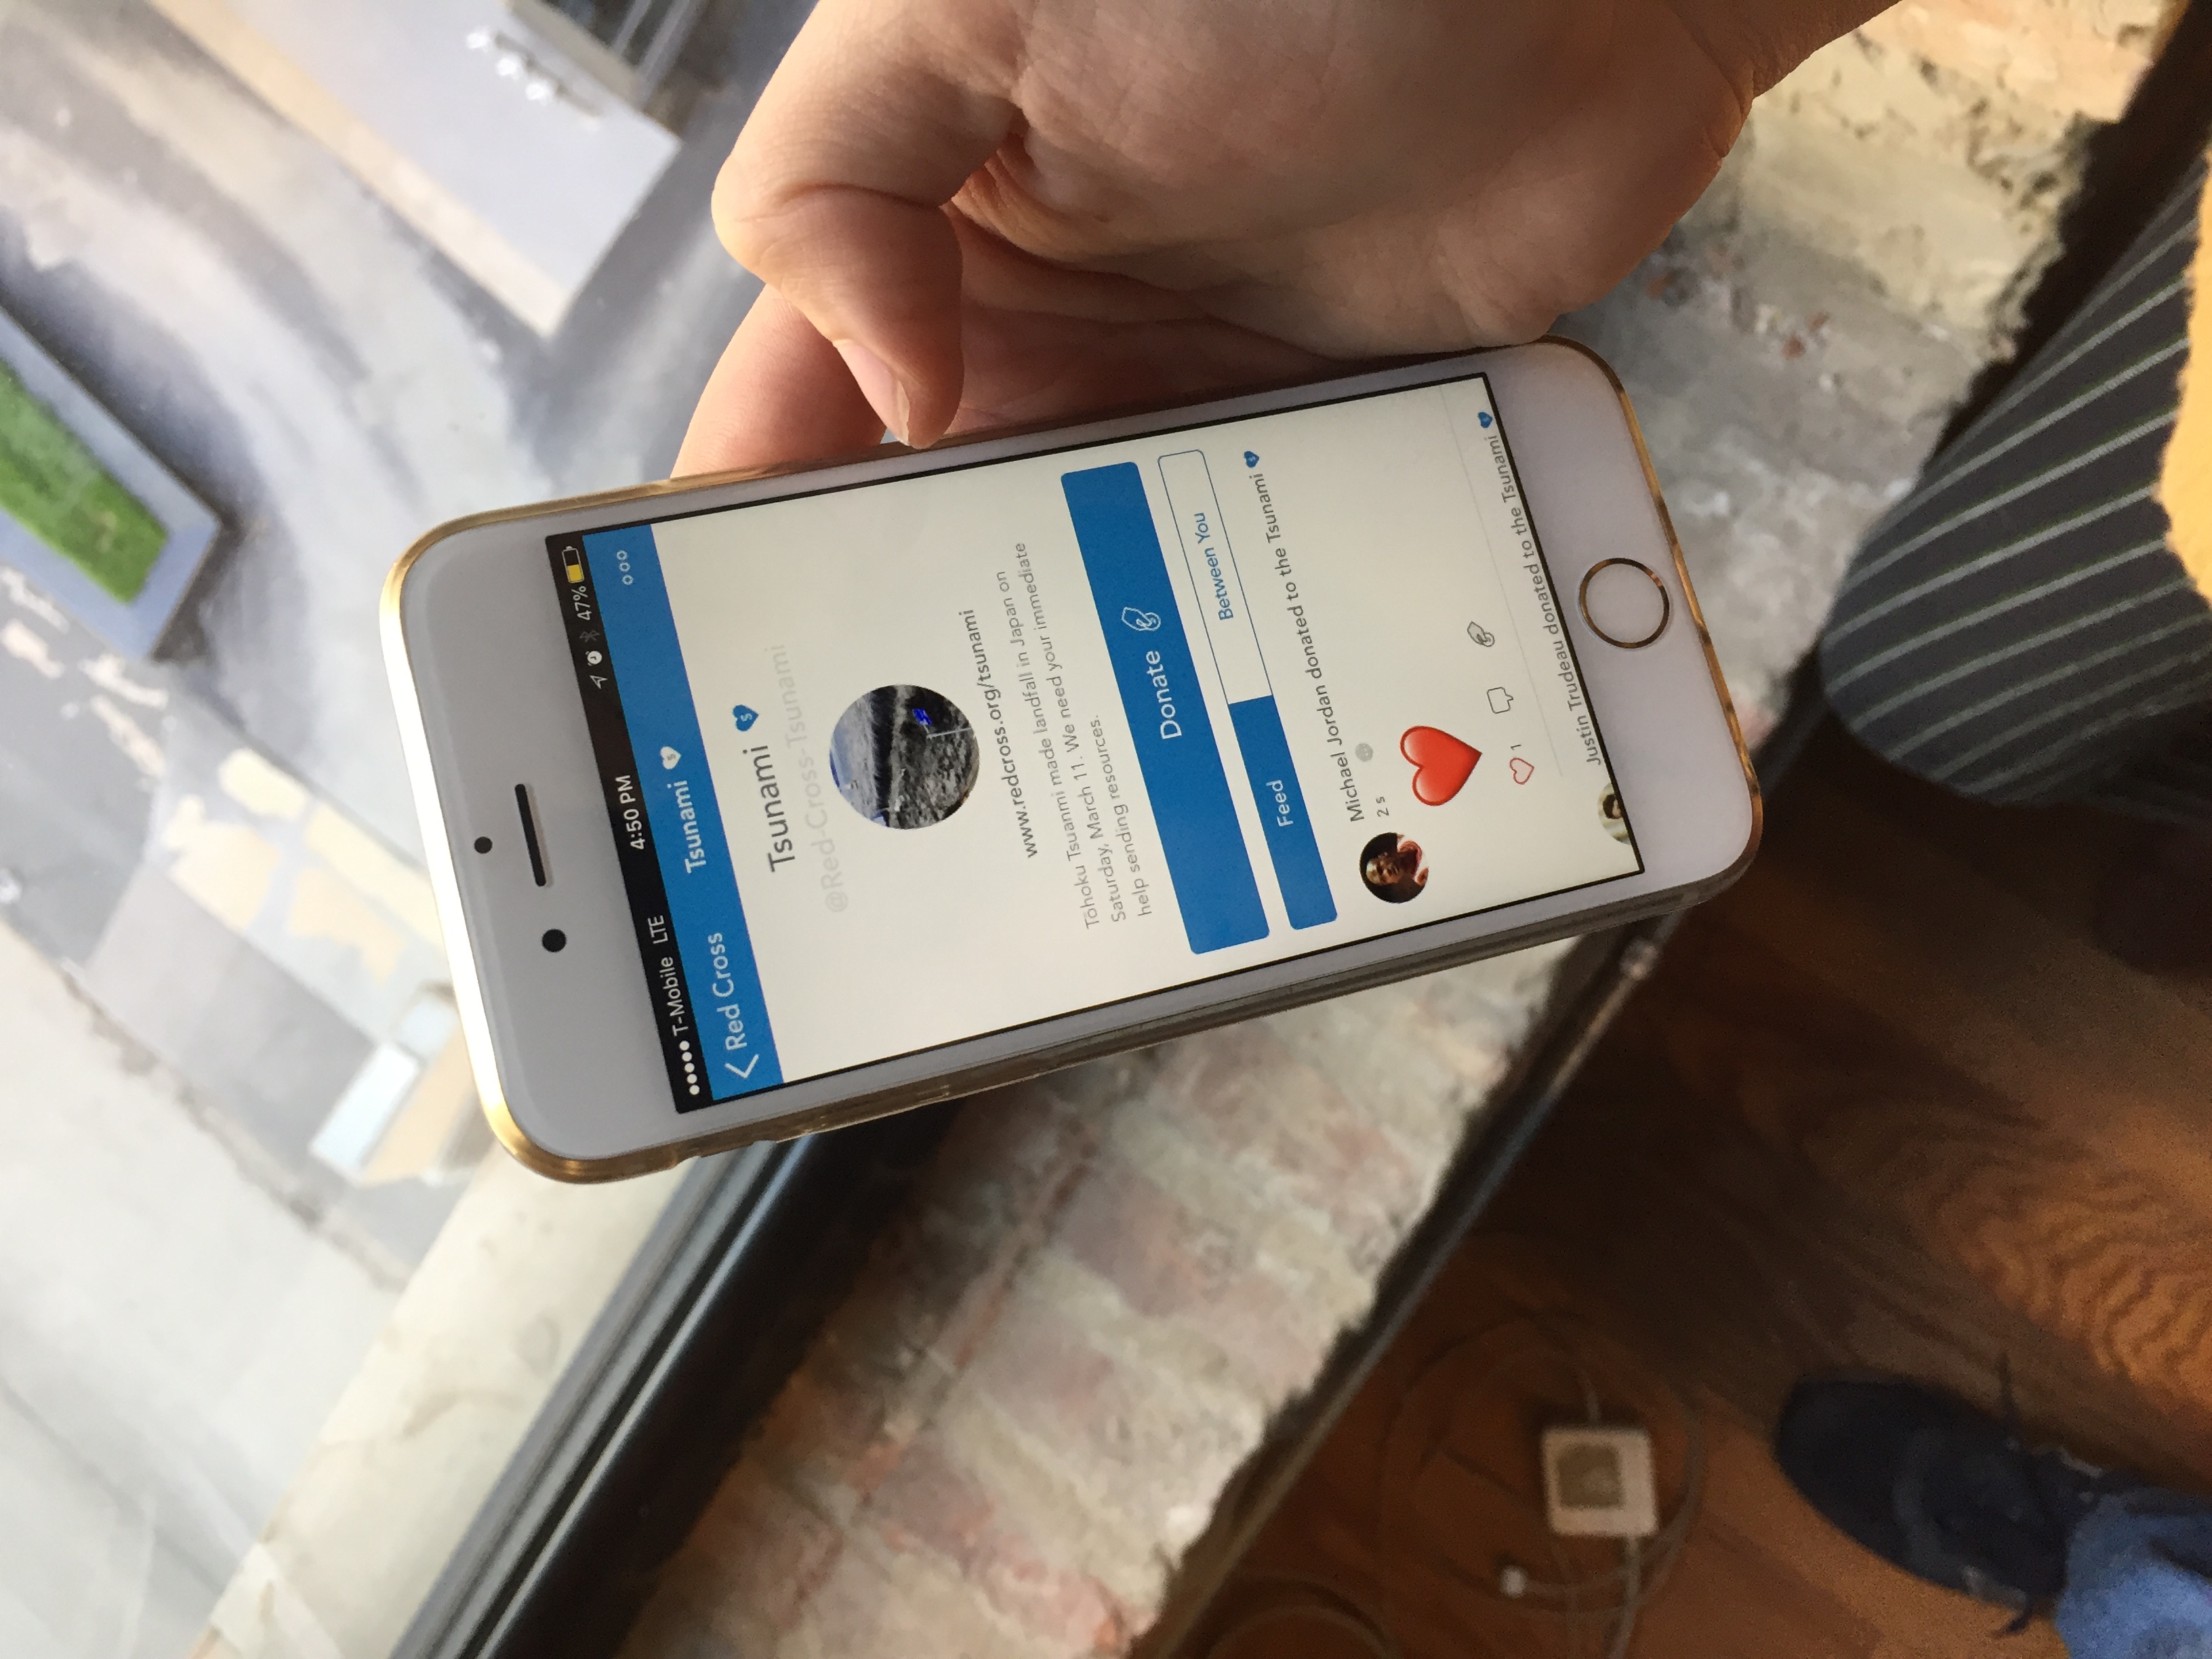 T-Mobile LTE 4:50 PM 47%
Red Cross Tsunami
Tsunami
@Red-Cross-Tsunami
www.redcross.org/tsunami
Tōhoku Tsuanmi made landfall in Japan on
Saturday, March 11. We need your immediate
help sending resources.
Donate
Feed Between You
Michael Jordan donated to the Tsunami
2 s
1
Justin Trudeau donated to the Tsunami